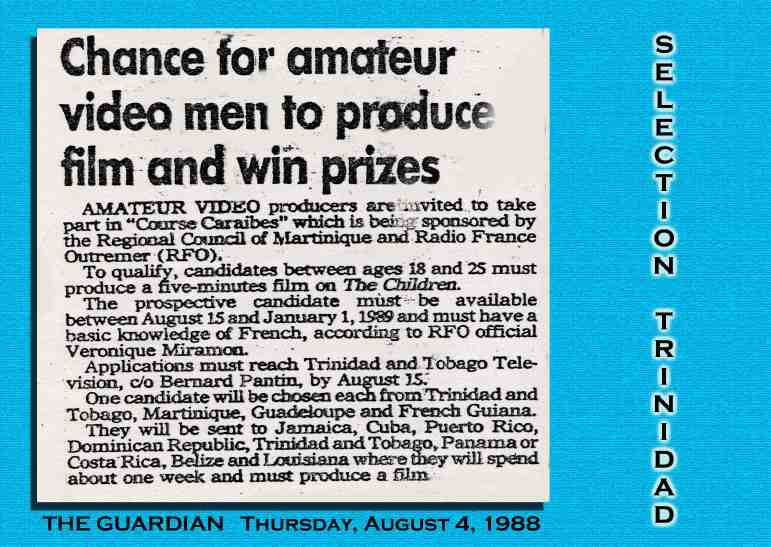 Chance for amateur
video men to produce
film and win prizes
AMATEUR VIDEO producers are invited to take
part in "Course Caraibes" which is being sponsored by
the Regional Council of Martinique and Radio France
Outremer (RFO).
To qualify, candidates between ages 18 and 25 must
produce a five-minutes film on The Children.
The prospective candidate must be available
between August 15 and January 1, 1989 and must have a
basic knowledge of French, according to RFO official
Veronique Miramon.
Applications must reach Trinidad and Tobago Tele-
vision, c/o Bernard Pantin, by August 15.
One candidate will be chosen each from Trinidad and
Tobago, Martinique, Guadeloupe and French Guiana.
They will be sent to Jamaica, Cuba, Puerto Rico,
Dominican Republic, Trinidad and Tobago, Panama or
Costa Rica, Belize and Louisiana where they will spend
about one week and must produce a film
THE GUARDIAN THURSDAY, AUGUST 4, 1988
SELECTION TRINIDAD